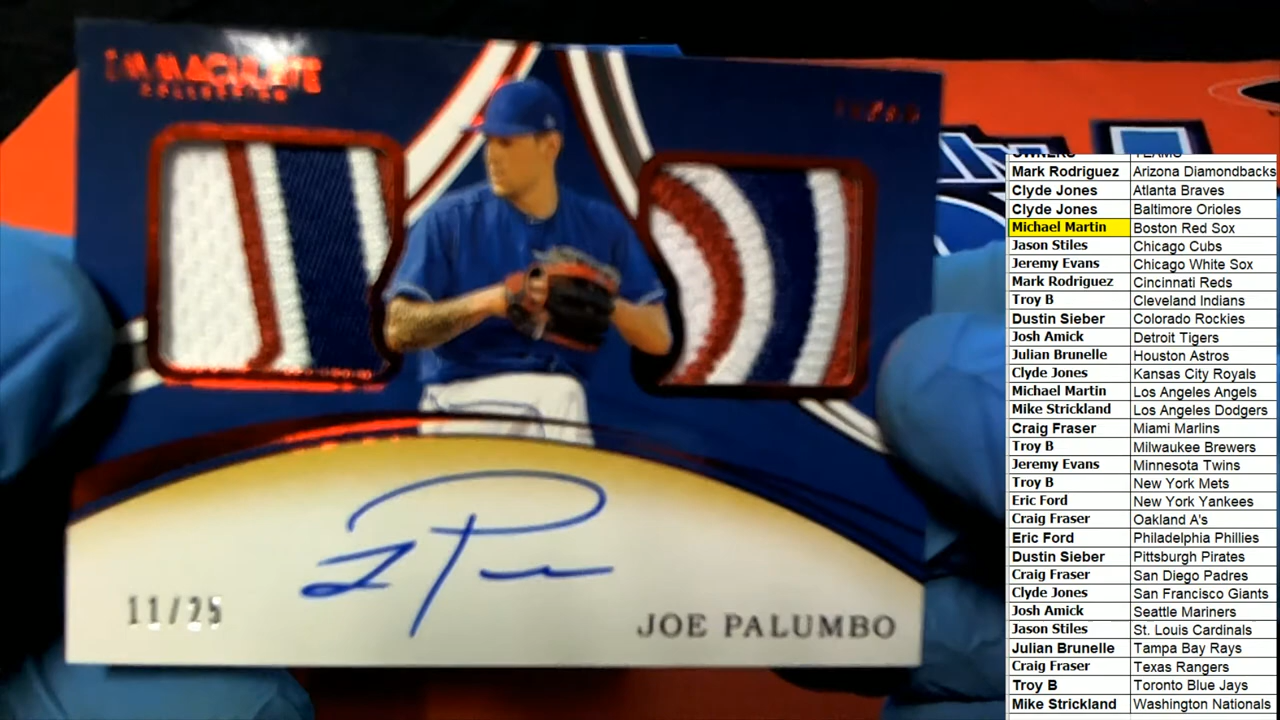 IMMACULATE
COLLECTION
11/25
JOE PALUMBO
OWNERS TEAMS
Mark Rodriguez Arizona Diamondbacks
Clyde Jones Atlanta Braves
Clyde Jones Baltimore Orioles
Michael Martin Boston Red Sox
Jason Stiles Chicago Cubs
Jeremy Evans Chicago White Sox
Mark Rodriguez Cincinnati Reds
Troy B Cleveland Indians
Dustin Sieber Colorado Rockies
Josh Amick Detroit Tigers
Julian Brunelle Houston Astros
Clyde Jones Kansas City Royals
Michael Martin Los Angeles Angels
Mike Strickland Los Angeles Dodgers
Craig Fraser Miami Marlins
Troy B Milwaukee Brewers
Jeremy Evans Minnesota Twins
Troy B New York Mets
Eric Ford New York Yankees
Craig Fraser Oakland A's
Eric Ford Philadelphia Phillies
Dustin Sieber Pittsburgh Pirates
Craig Fraser San Diego Padres
Clyde Jones San Francisco Giants
Josh Amick Seattle Mariners
Jason Stiles St. Louis Cardinals
Julian Brunelle Tampa Bay Rays
Craig Fraser Texas Rangers
Troy B Toronto Blue Jays
Mike Strickland Washington Nationals